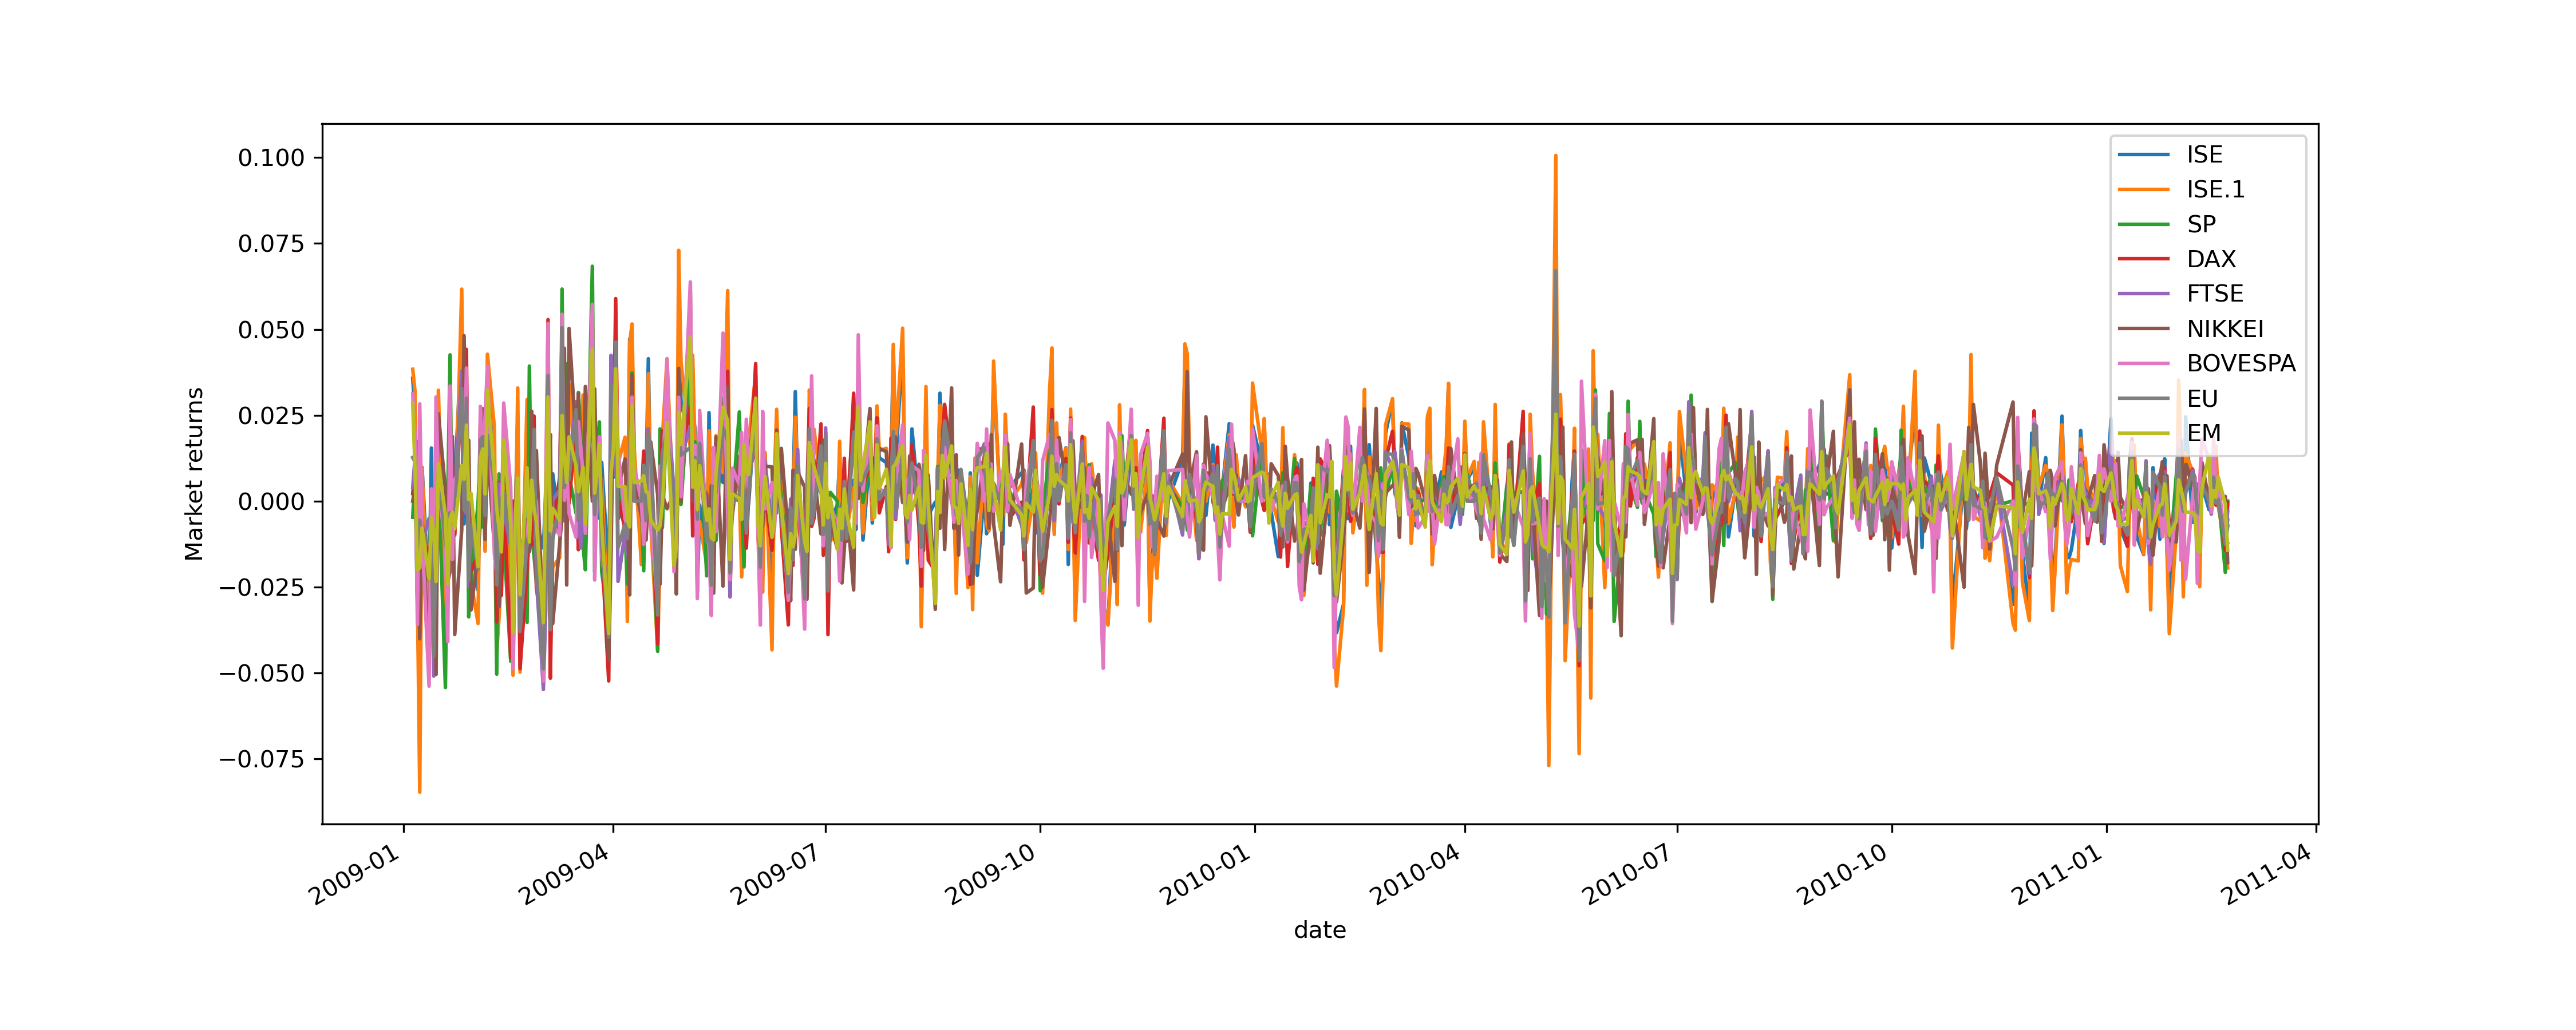 0.100
0.075
0.050
0.025
0.000
−0.025
−0.050
−0.075
Market returns
ISE
ISE.1
SP
DAX
FTSE
NIKKEI
BOVESPA
EU
EM
2009-01
2009-04
2009-07
2009-10
2010-01
2010-04
2010-07
2010-10
2011-01
2011-04
date